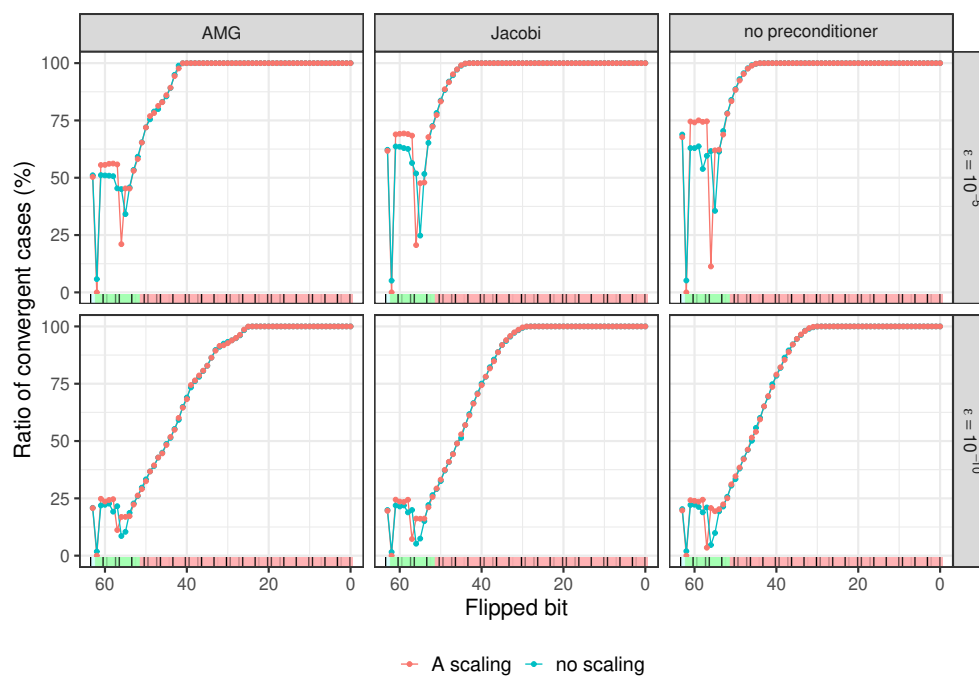 AMG Jacobi no preconditioner
Ratio of convergent cases (%)
100
75
50
25
0
ε = 10⁻⁵
100
75
50
25
0
ε = 10⁻¹⁰
60 40 20 0 60 40 20 0 60 40 20 0
Flipped bit
A scaling no scaling